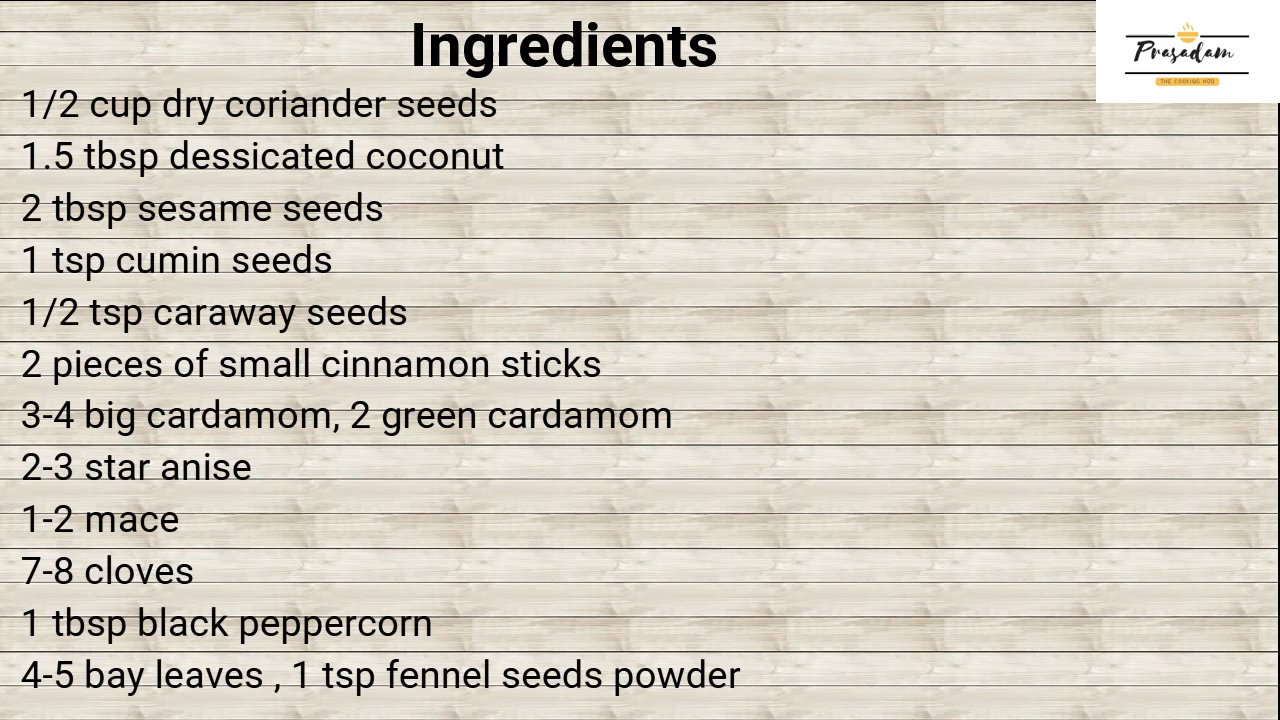 Ingredients
Prasadam
THE COOKING HUB
1/2 cup dry coriander seeds
1.5 tbsp dessicated coconut
2 tbsp sesame seeds
1 tsp cumin seeds
1/2 tsp caraway seeds
2 pieces of small cinnamon sticks
3-4 big cardamom, 2 green cardamom
2-3 star anise
1-2 mace
7-8 cloves
1 tbsp black peppercorn
4-5 bay leaves , 1 tsp fennel seeds powder